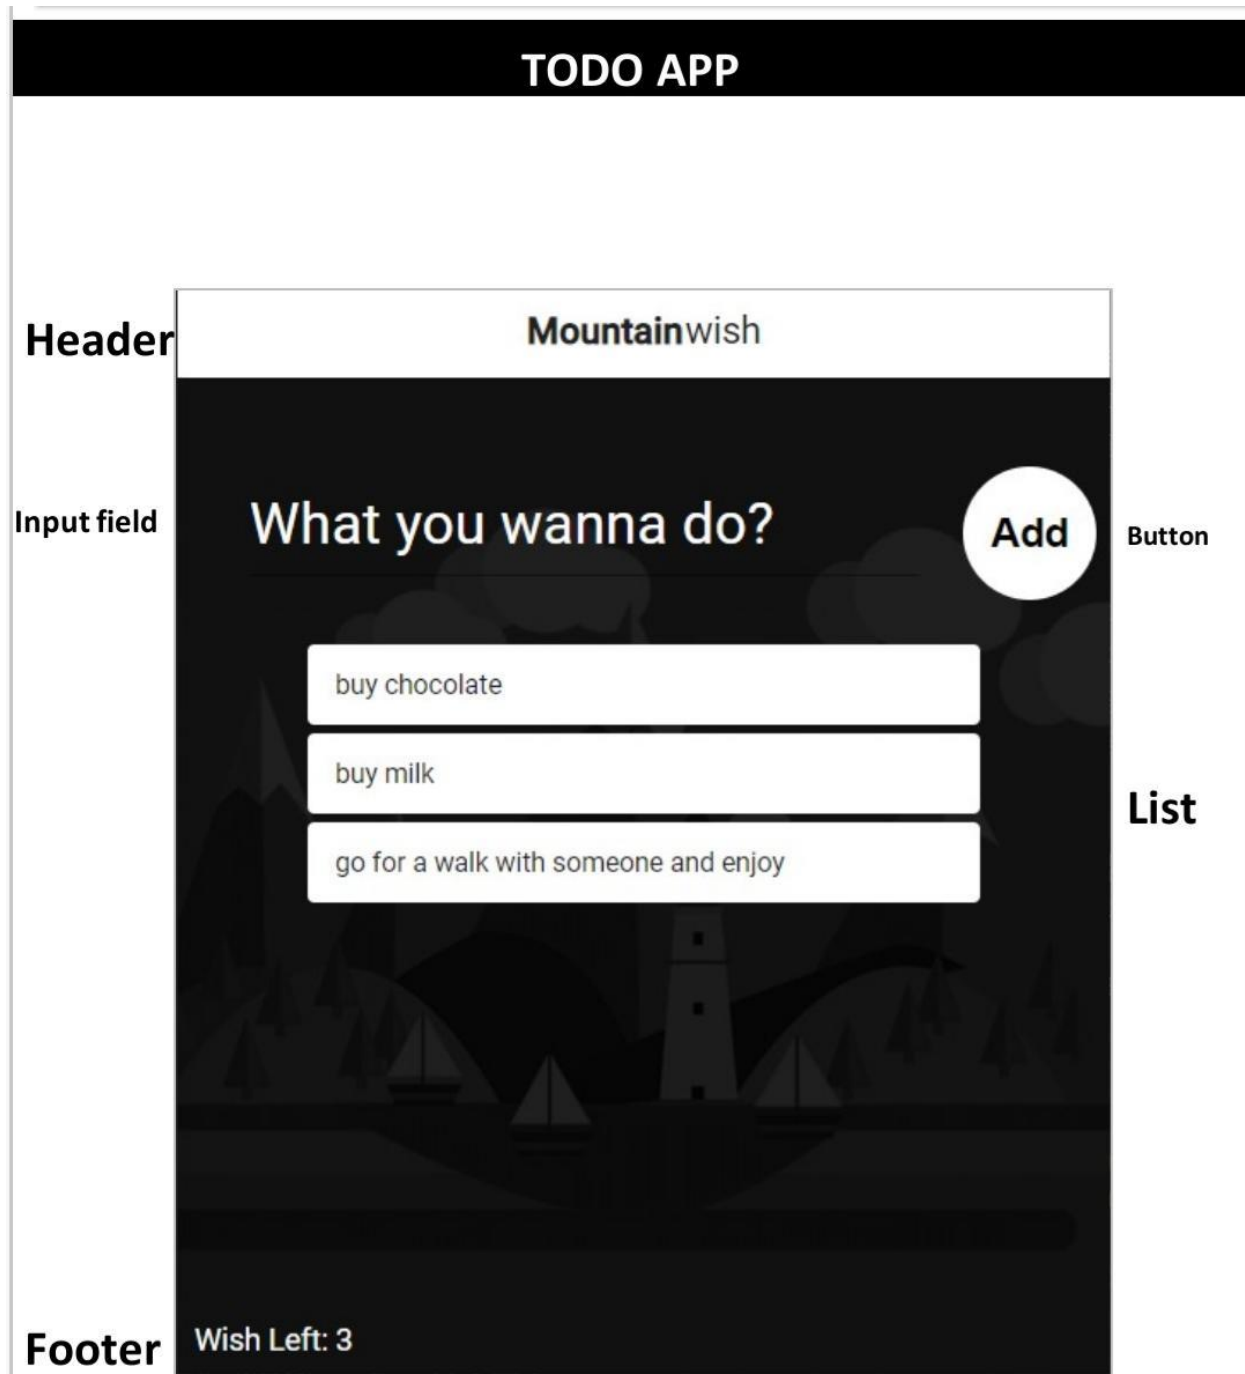 TODO APP
Header
Mountainwish
Input field
What you wanna do?
Add
Button
buy chocolate
buy milk
go for a walk with someone and enjoy
List
Footer
Wish Left: 3